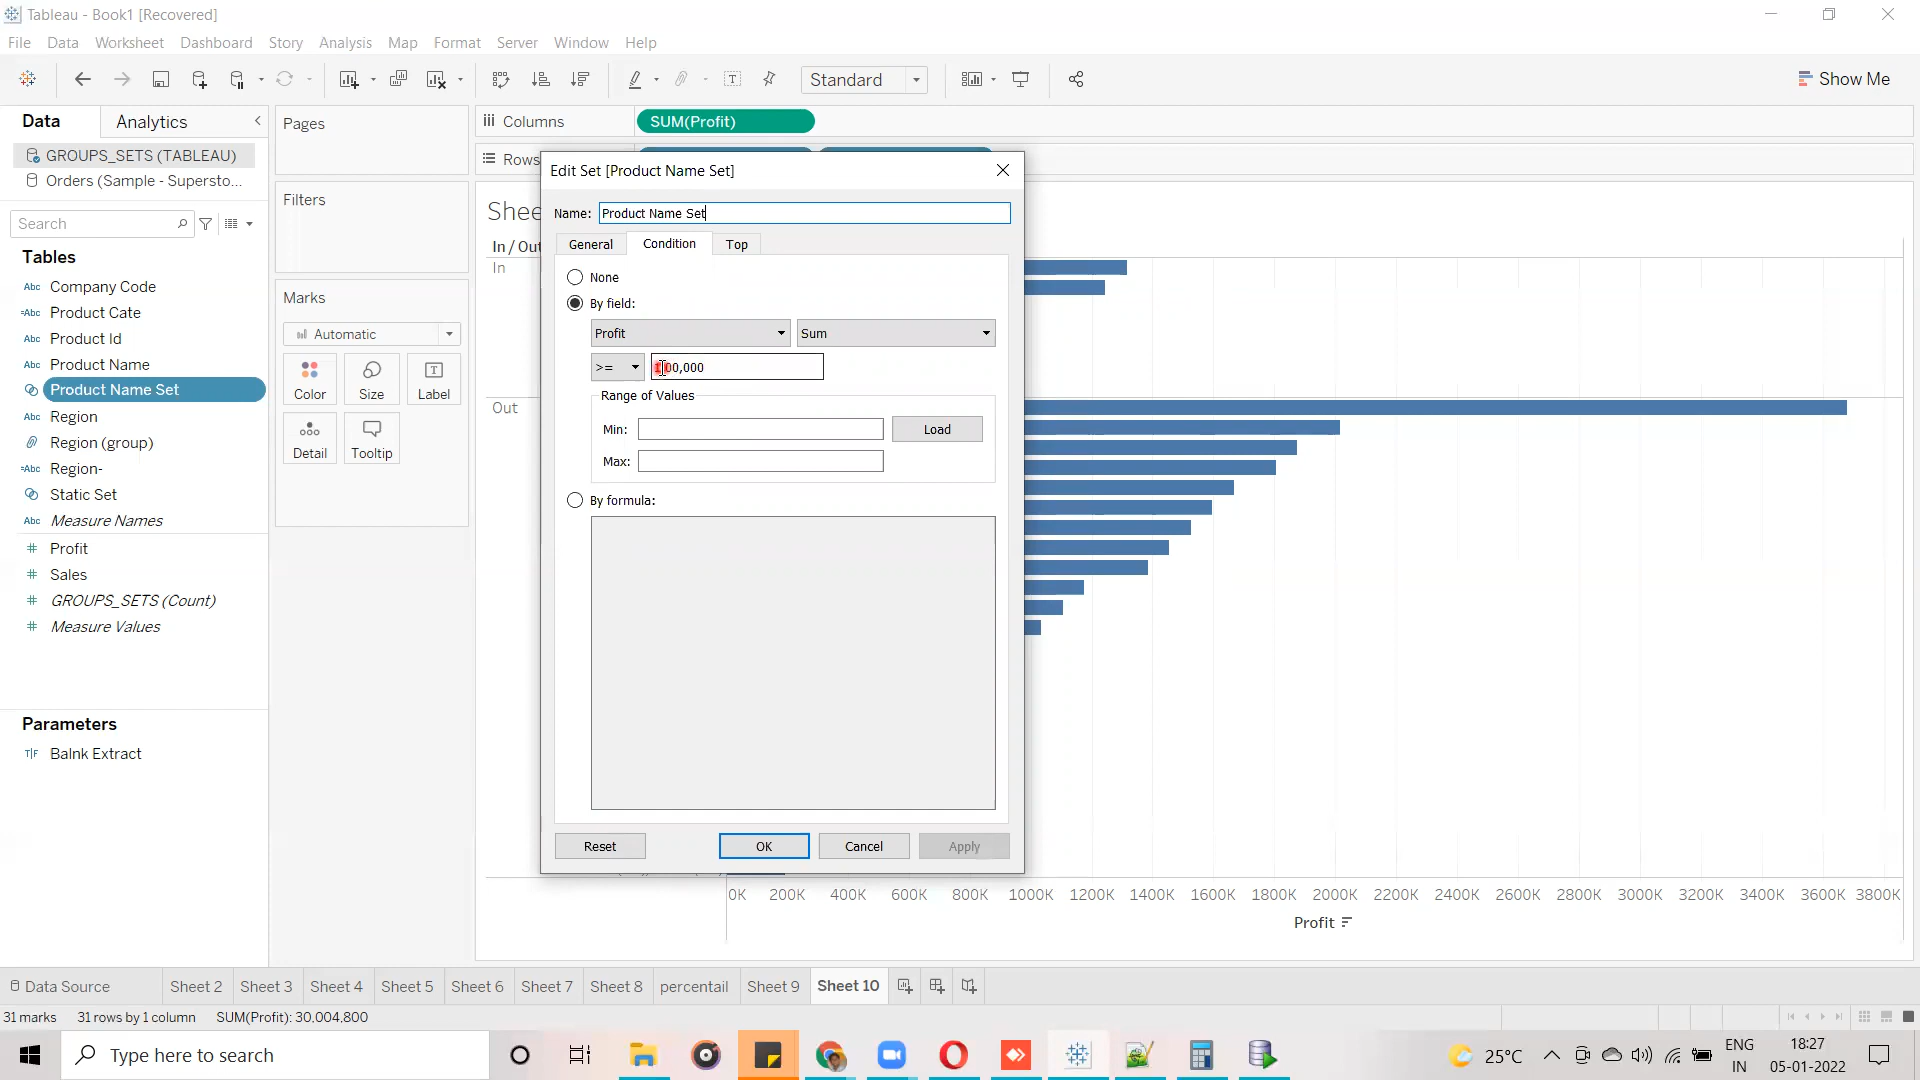 Tableau - Book1 [Recovered]
File Data Worksheet Dashboard Story Analysis Map Format Server Window Help
Standard
Show Me
Data
Analytics
Pages
Columns
SUM(Profit)
GROUPS_SETS (TABLEAU)
Rows
Orders (Sample - Supersto...
Edit Set [Product Name Set]
Filters
Search
Name: Product Name Set
In / Out
General Condition Top
Tables
In
None
Company Code
Marks
By field:
Product Cate
Automatic
Profit
Sum
Product Id
Product Name
>=
00,000
Product Name Set
Color Size Label
Range of Values
Region
Out
Min:
Load
Region (group)
Detail Tooltip
Max:
Region-
Static Set
By formula:
Measure Names
Profit
Sales
GROUPS_SETS (Count)
Measure Values
Parameters
Balnk Extract
Reset OK Cancel Apply
0K 200K 400K 600K 800K 1000K 1200K 1400K 1600K 1800K 2000K 2200K 2400K 2600K 2800K 3000K 3200K 3400K 3600K 3800K
Profit
Data Source Sheet 2 Sheet 3 Sheet 4 Sheet 5 Sheet 6 Sheet 7 Sheet 8 percentail Sheet 9 Sheet 10
31 marks 31 rows by 1 column SUM(Profit): 30,004,800
Type here to search
25°C
ENG
IN
18:27
05-01-2022